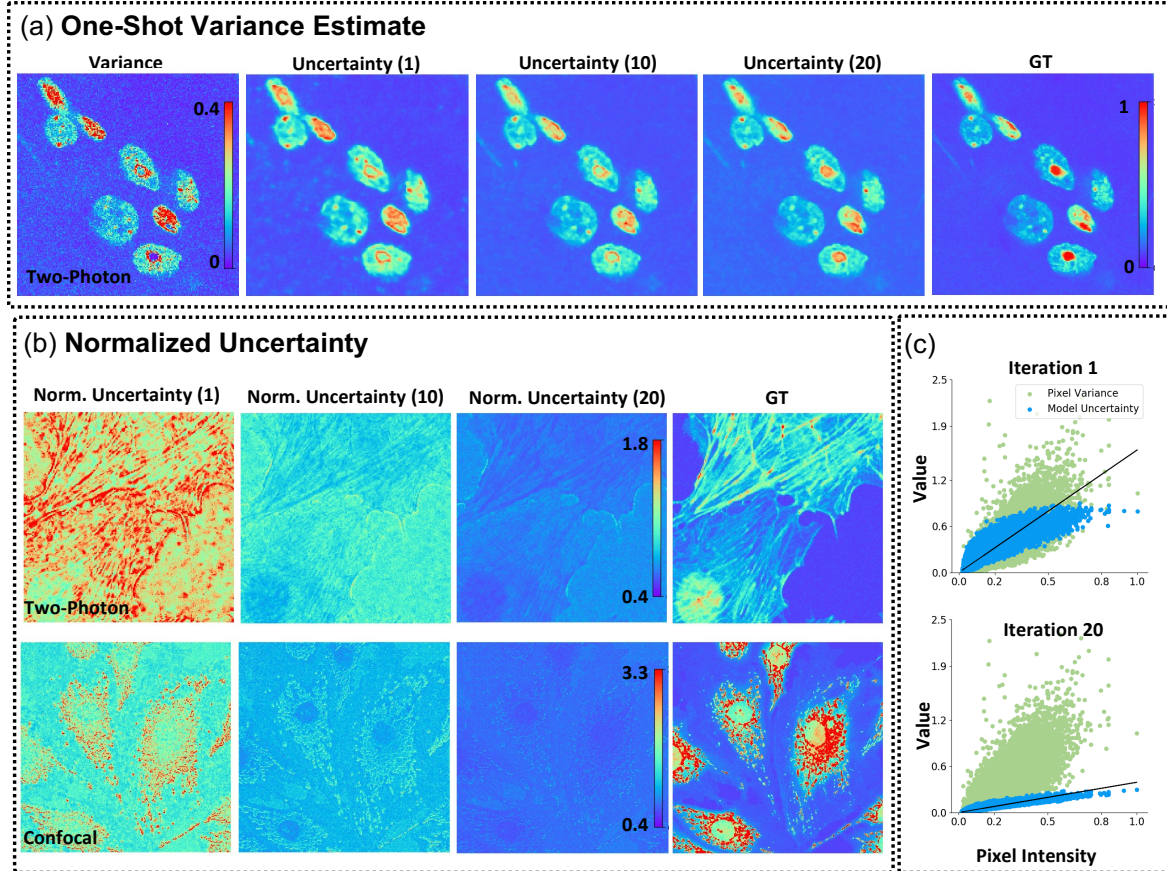 (a) One-Shot Variance Estimate
Variance Uncertainty (1) Uncertainty (10) Uncertainty (20) GT
0.4
0
1
0
Two-Photon
(b) Normalized Uncertainty
Norm. Uncertainty (1) Norm. Uncertainty (10) Norm. Uncertainty (20) GT
1.8
0.4
Two-Photon
3.3
0.4
Confocal
(c)
Iteration 1
Pixel Variance
Model Uncertainty
Value
2.5
1.9
1.2
0.6
0.0
0.0 0.2 0.5 0.8 1.0
Iteration 20
Value
2.5
1.9
1.2
0.6
0.0
0.0 0.2 0.5 0.8 1.0
Pixel Intensity